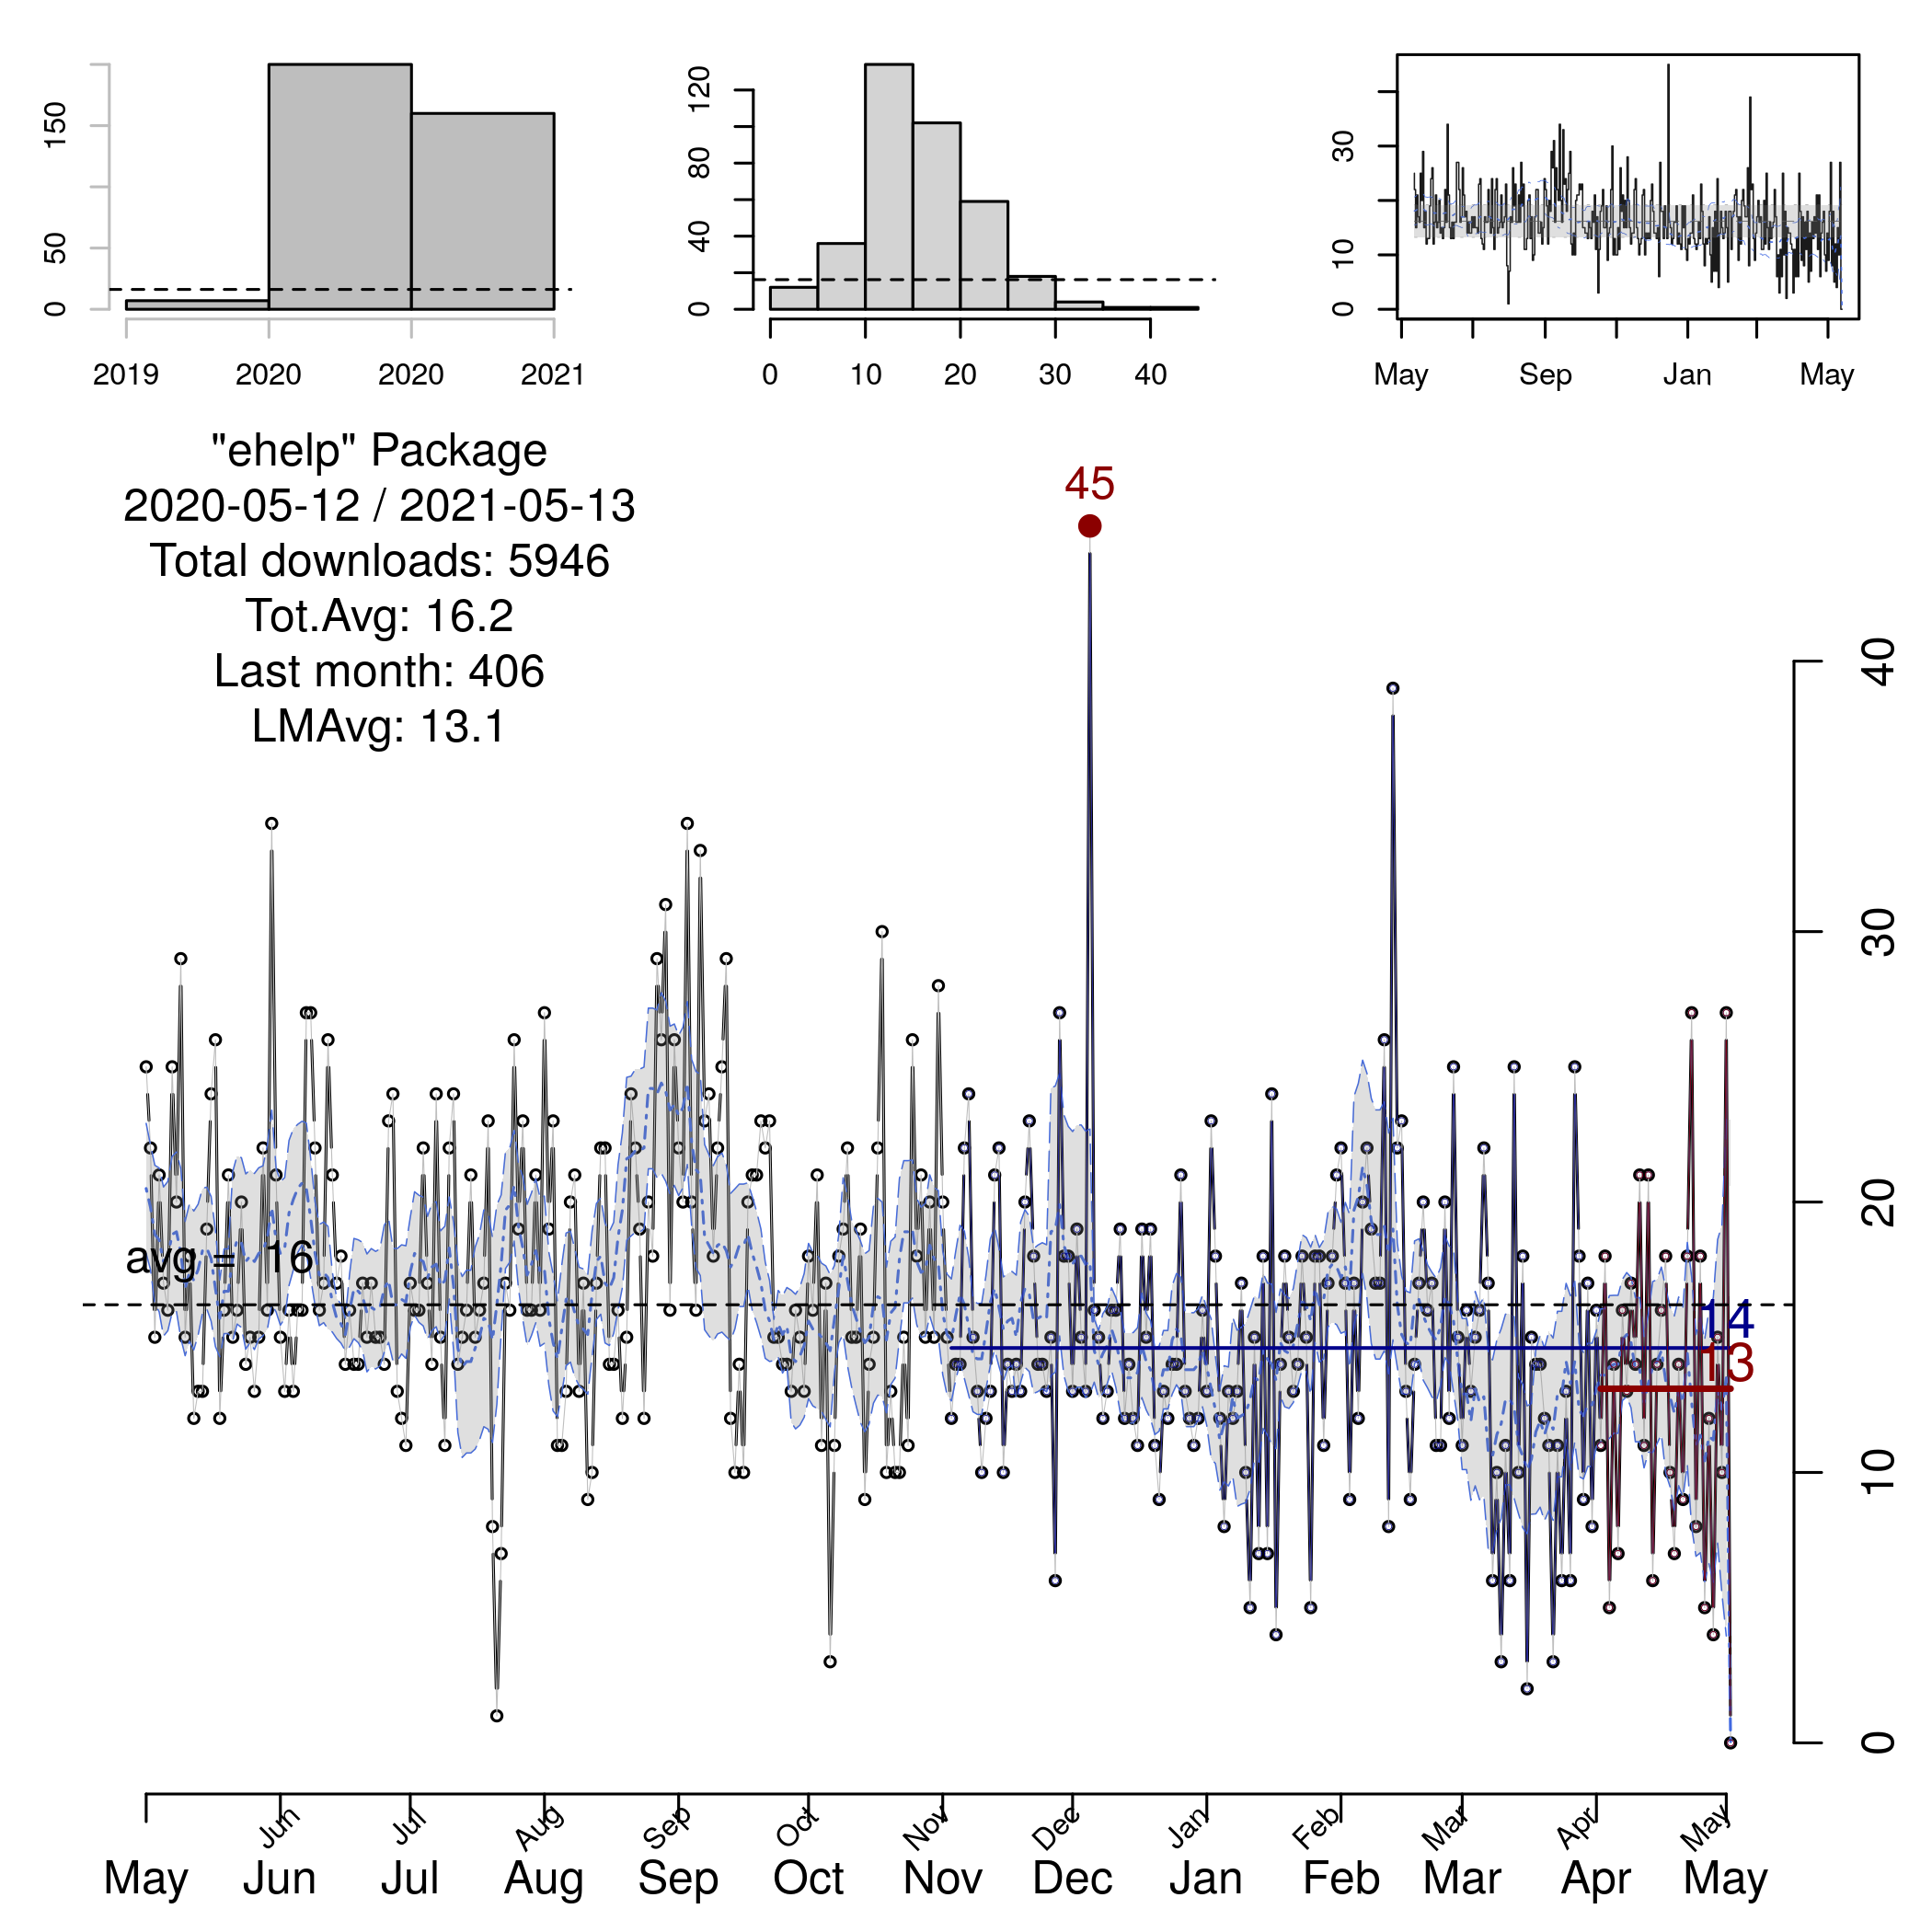 150
50
0
2019 2020 2020 2021
120
80
40
0
0 10 20 30 40
30
10
0
May Sep Jan May
"ehelp" Package
2020-05-12 / 2021-05-13
Total downloads: 5946
Tot.Avg: 16.2
Last month: 406
LMAvg: 13.1
45
avg = 16
14
13
40
30
20
10
0
Jun Jul Aug Sep Oct Nov Dec Jan Feb Mar Apr May
May Jun Jul Aug Sep Oct Nov Dec Jan Feb Mar Apr May